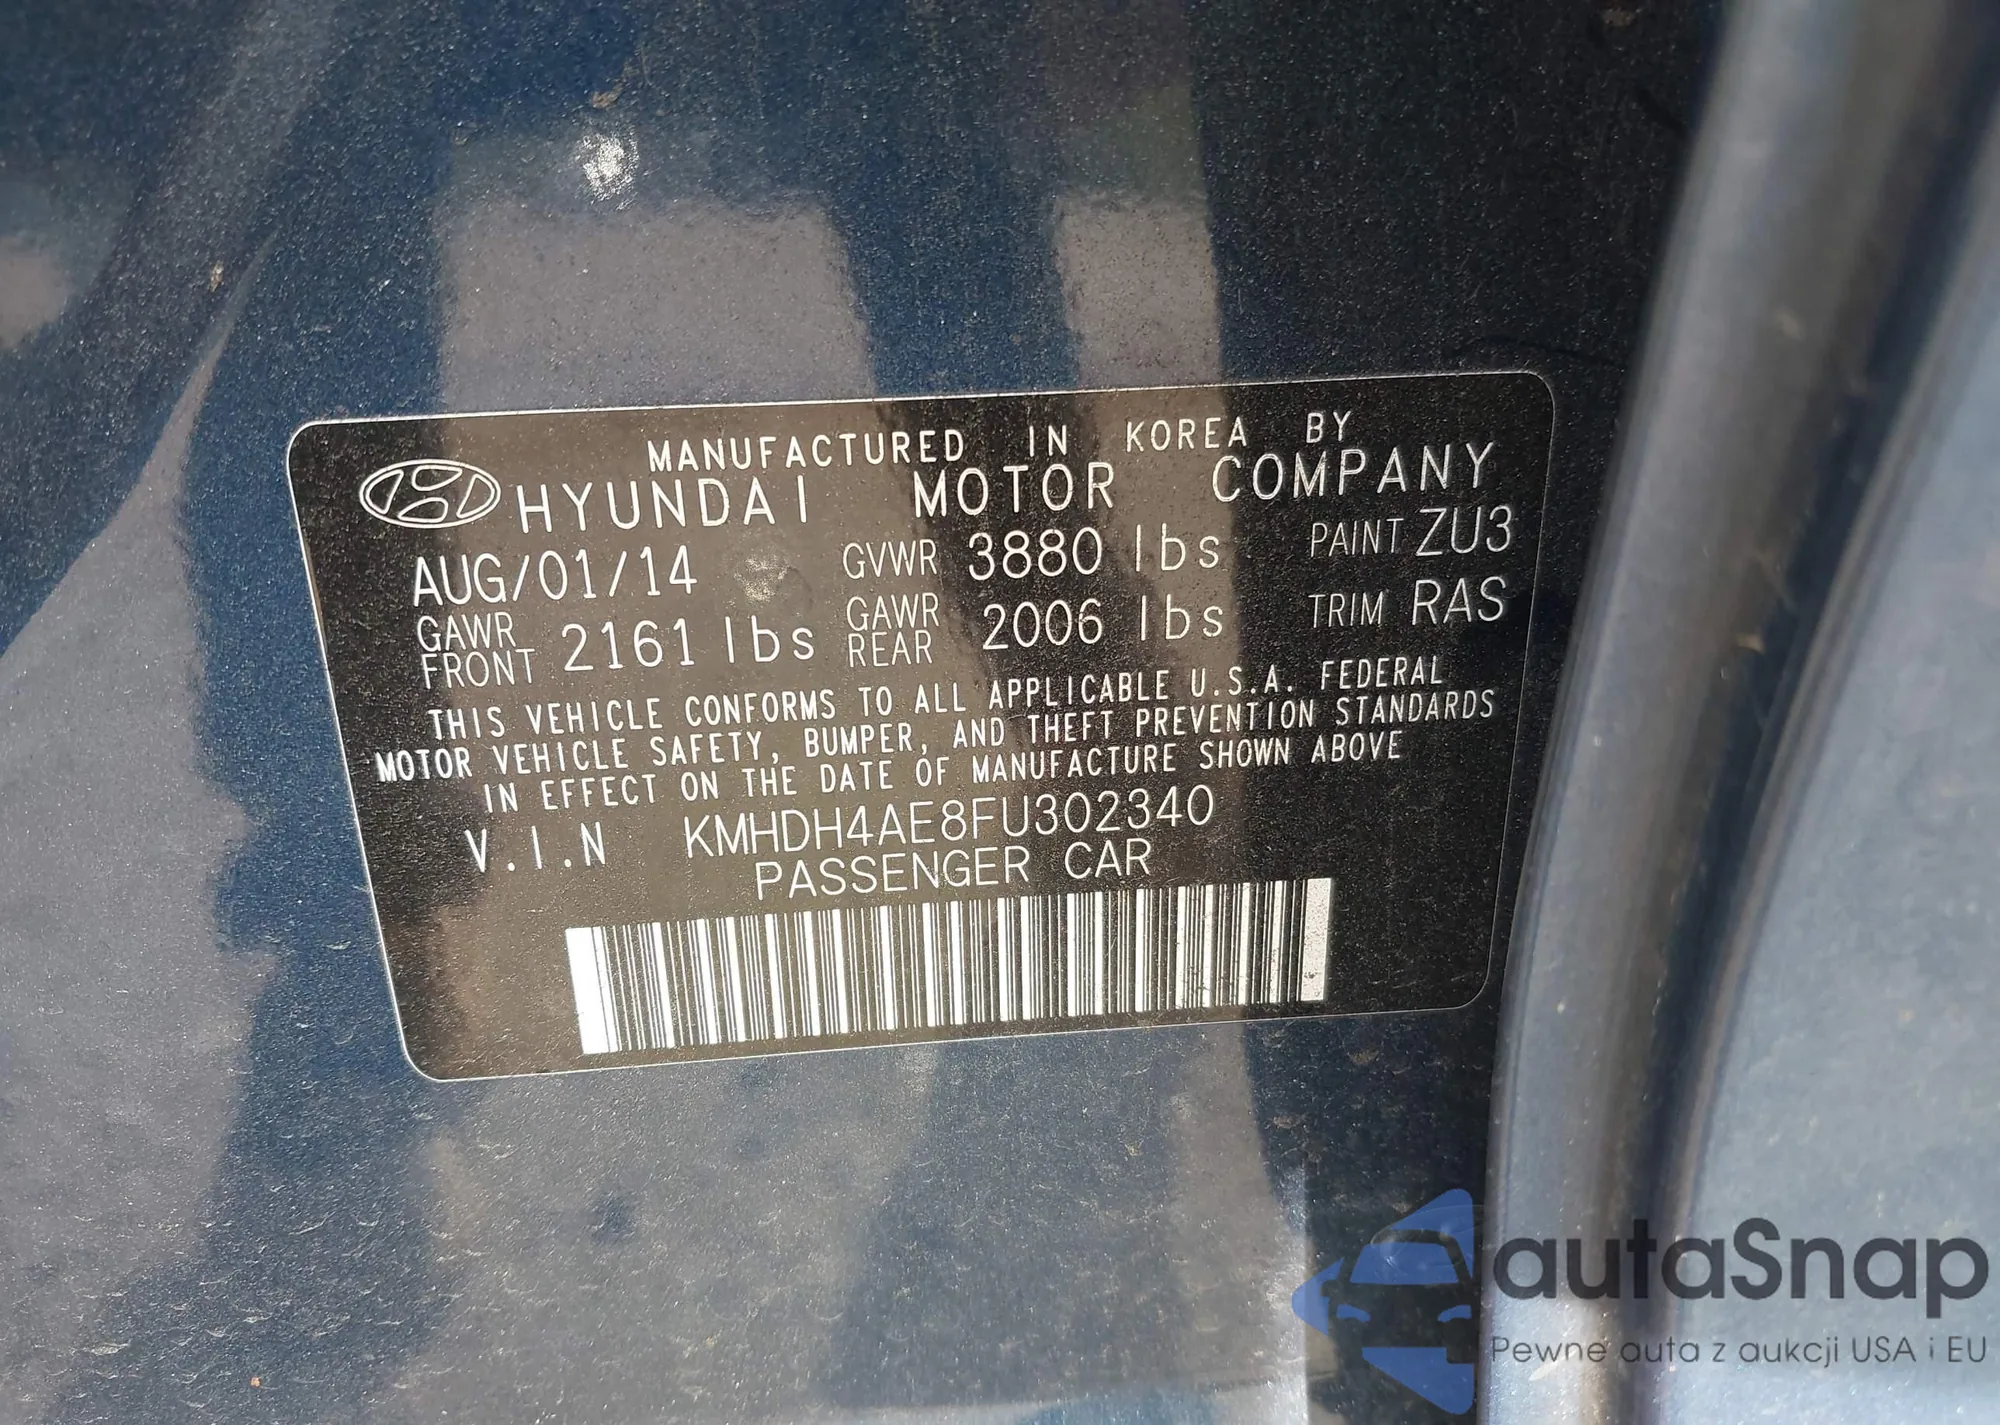 MANUFACTURED IN KOREA BY
HYUNDAI MOTOR COMPANY
AUG/01/14 GVWR 3880 lbs PAINT ZU3
GAWR FRONT 2161 lbs GAWR REAR 2006 lbs TRIM RAS
THIS VEHICLE CONFORMS TO ALL APPLICABLE U.S.A. FEDERAL
MOTOR VEHICLE SAFETY, BUMPER, AND THEFT PREVENTION STANDARDS
IN EFFECT ON THE DATE OF MANUFACTURE SHOWN ABOVE
V.I.N KMHDH4AE8FU302340
PASSENGER CAR
autaSnap
Pewne auta z aukcji USA i EU